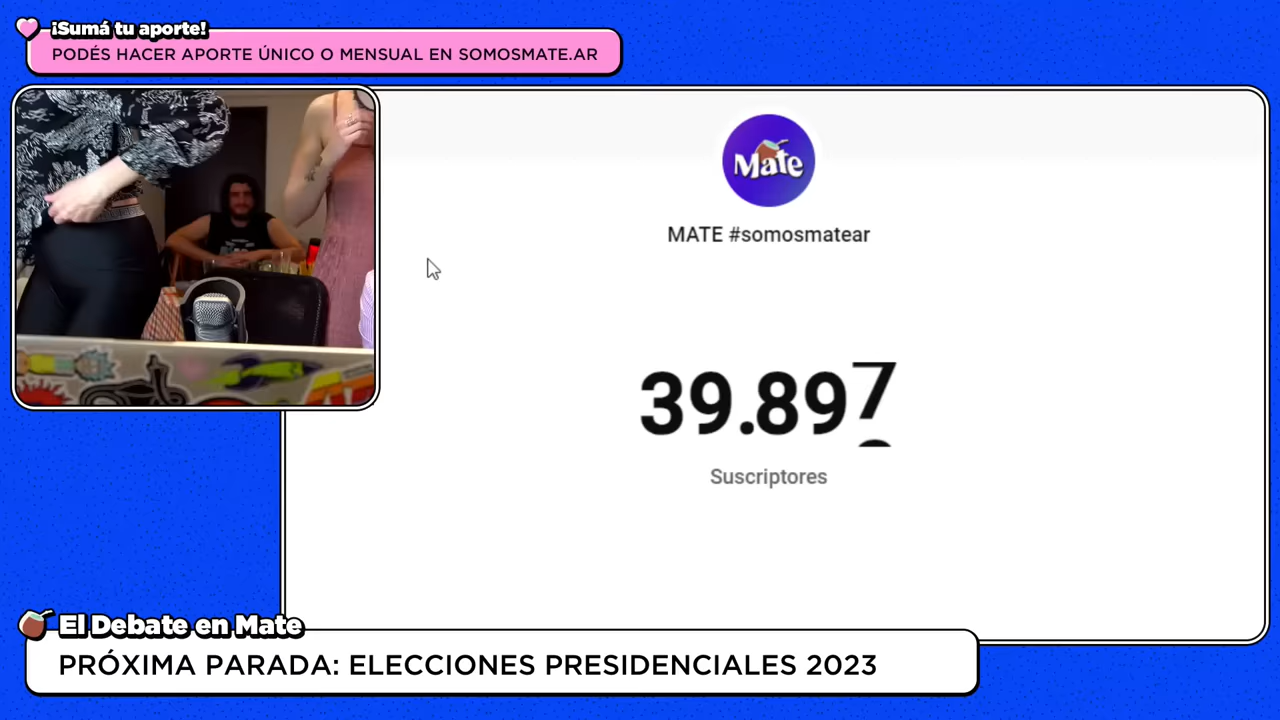 ¡Sumá tu aporte!
PODÉS HACER APORTE ÚNICO O MENSUAL EN SOMOSMATE.AR
Mate
MATE #somosmatear
39.897
Suscriptores
El Debate en Mate
PRÓXIMA PARADA: ELECCIONES PRESIDENCIALES 2023